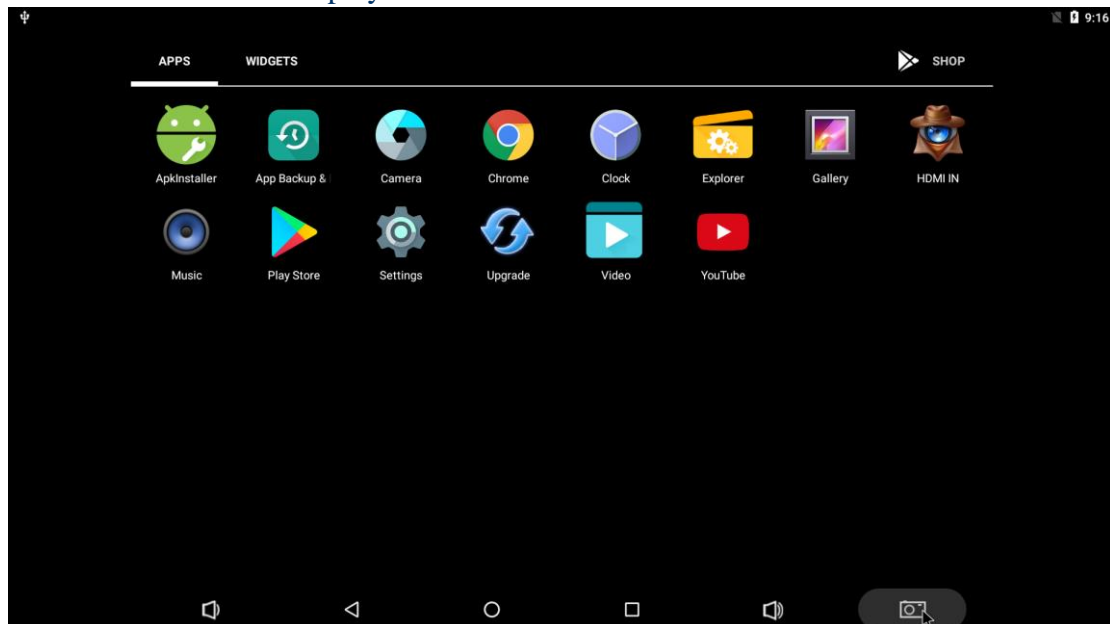 9:16
APPS WIDGETS SHOP
ApkInstaller App Backup & Camera Chrome Clock Explorer Gallery HDMI IN
Music Play Store Settings Upgrade Video YouTube